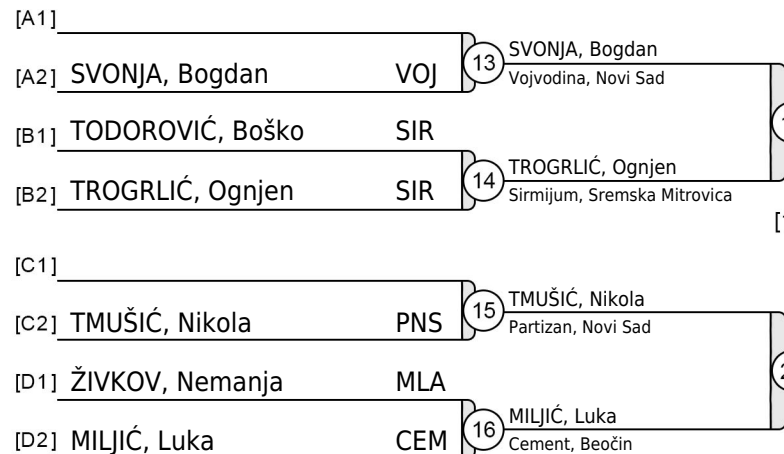 [A1]
[A2] SVONJA, Bogdan VOJ
13
SVONJA, Bogdan
Vojvodina, Novi Sad
[B1] TODOROVIĆ, Boško SIR
[B2] TROGRLIĆ, Ognjen SIR
14
TROGRLIĆ, Ognjen
Sirmijum, Sremska Mitrovica
[C1]
[C2] TMUŠIĆ, Nikola PNS
15
TMUŠIĆ, Nikola
Partizan, Novi Sad
[D1] ŽIVKOV, Nemanja MLA
[D2] MILJIĆ, Luka CEM
16
MILJIĆ, Luka
Cement, Beočin